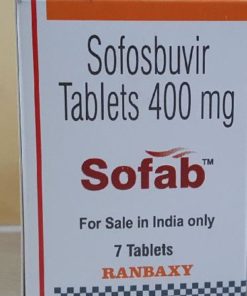 Sofosbuvir
Tablets 400 mg
Sofab™
For Sale in India only
7 Tablets
RANBAXY